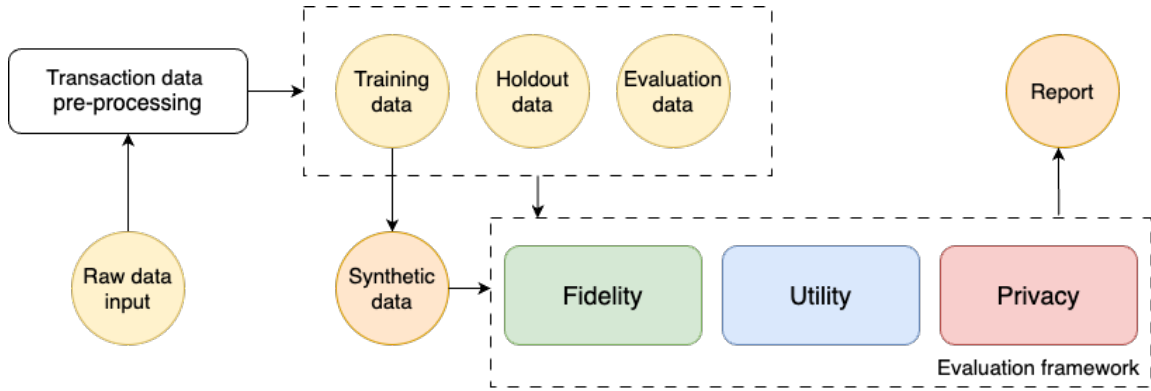 Transaction data
pre-processing
Training
data
Holdout
data
Evaluation
data
Report
Raw data
input
Synthetic
data
Fidelity
Utility
Privacy
Evaluation framework